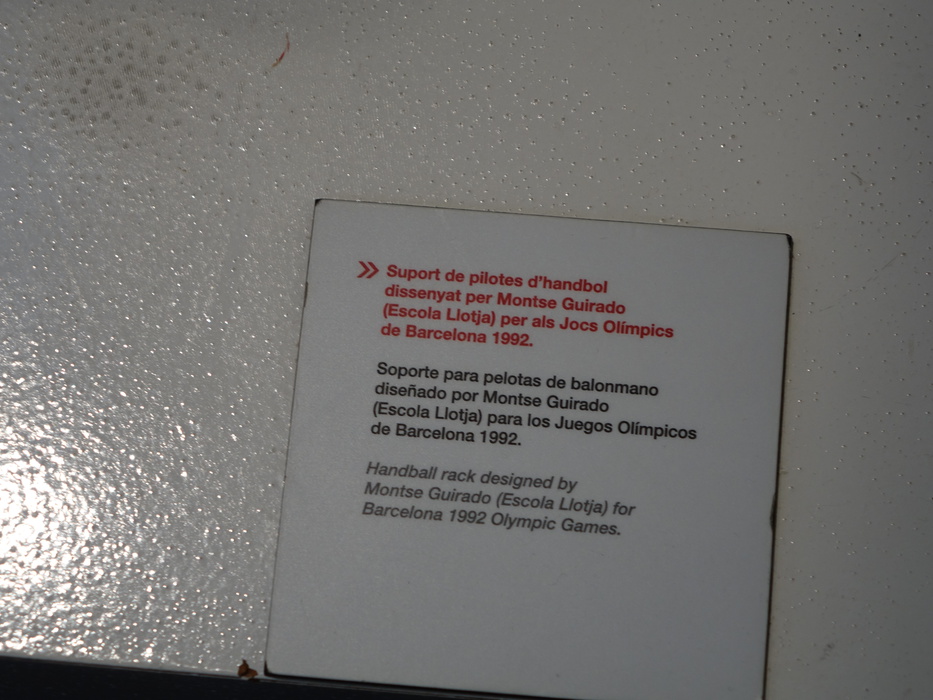 » Suport de pilotes d'handbol
dissenyat per Montse Guirado
(Escola Llotja) per als Jocs Olímpics
de Barcelona 1992.
Soporte para pelotas de balonmano
diseñado por Montse Guirado
(Escola Llotja) para los Juegos Olímpicos
de Barcelona 1992.
Handball rack designed by
Montse Guirado (Escola Llotja) for
Barcelona 1992 Olympic Games.